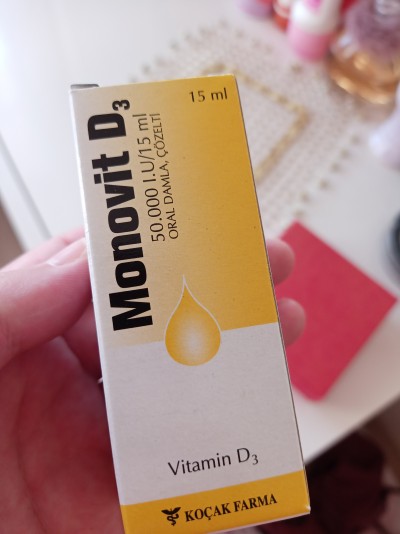 15 ml
Monovit D₃
50.000 I.U/15 ml
ORAL DAMLA, ÇÖZELTİ
Vitamin D₃
KOÇAK FARMA